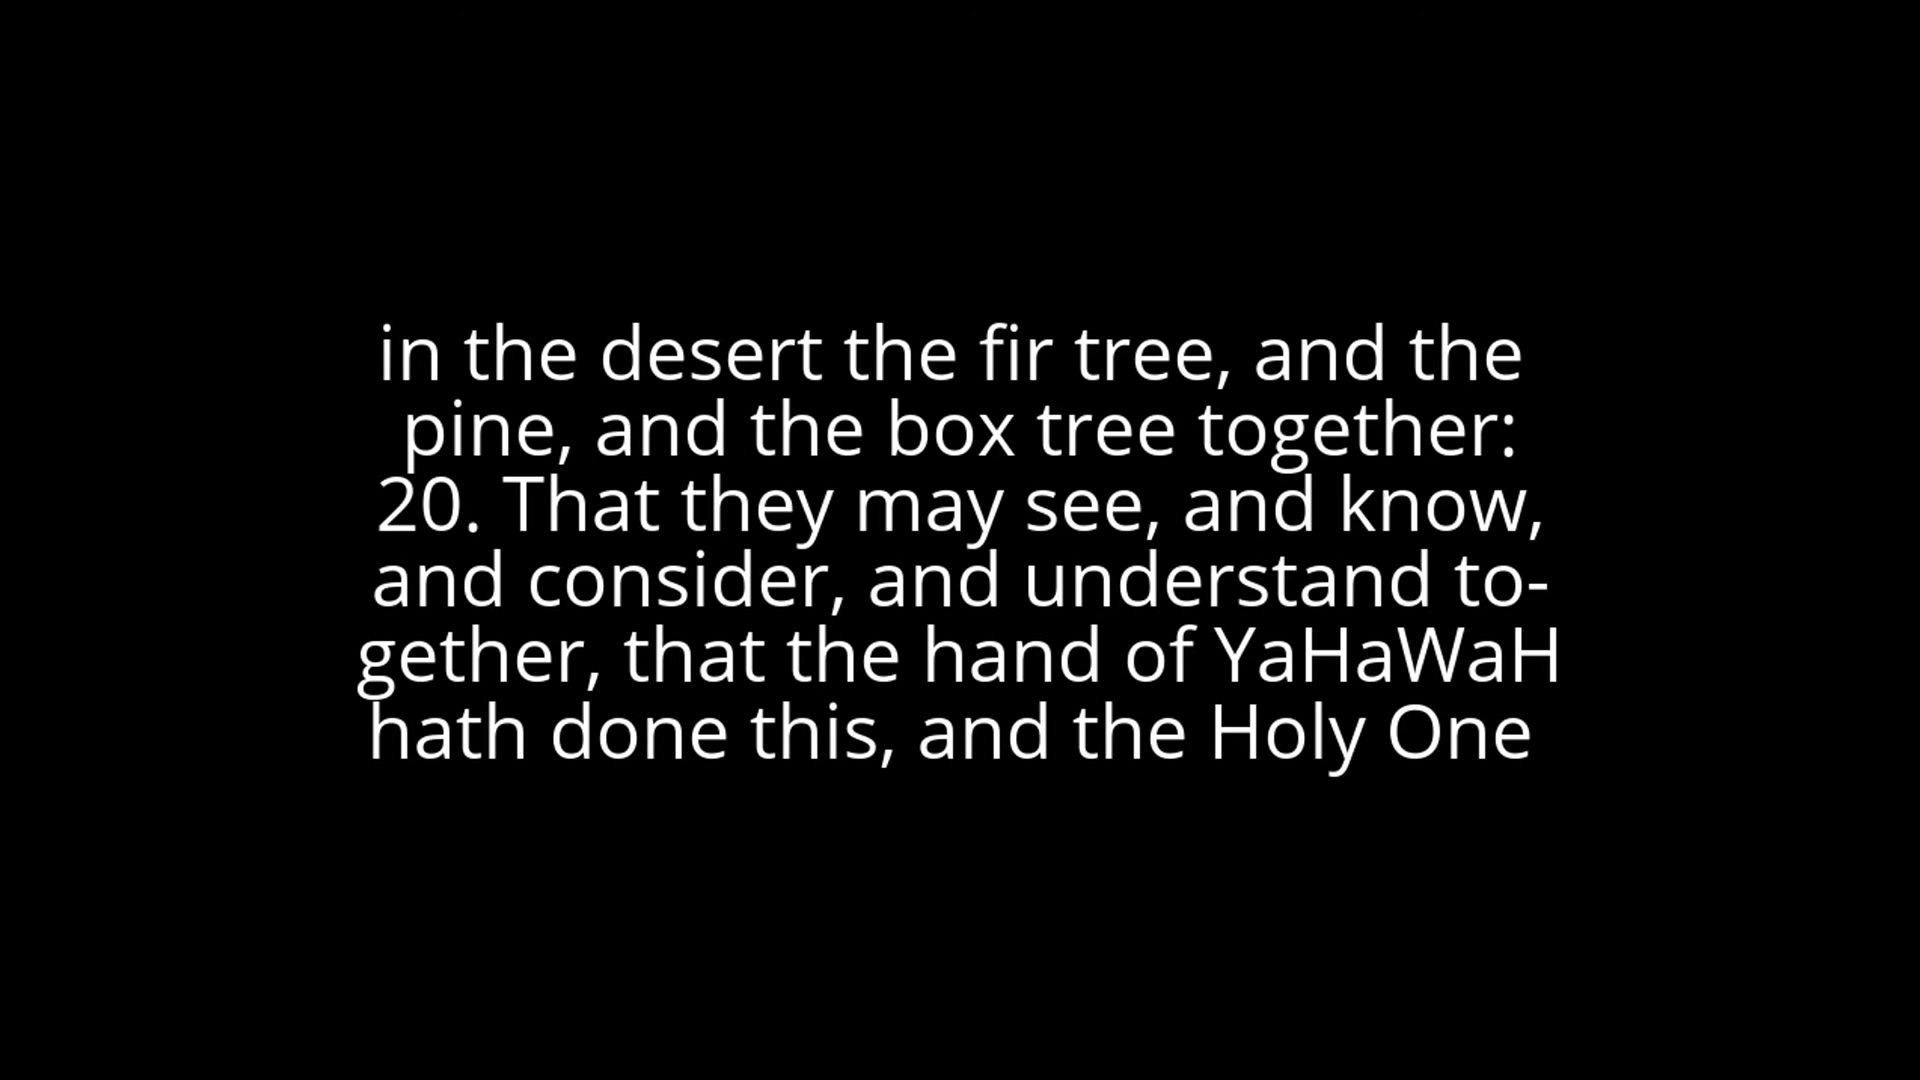 in the desert the fir tree, and the
pine, and the box tree together:
20. That they may see, and know,
and consider, and understand to-
gether, that the hand of YaHaWaH
hath done this, and the Holy One